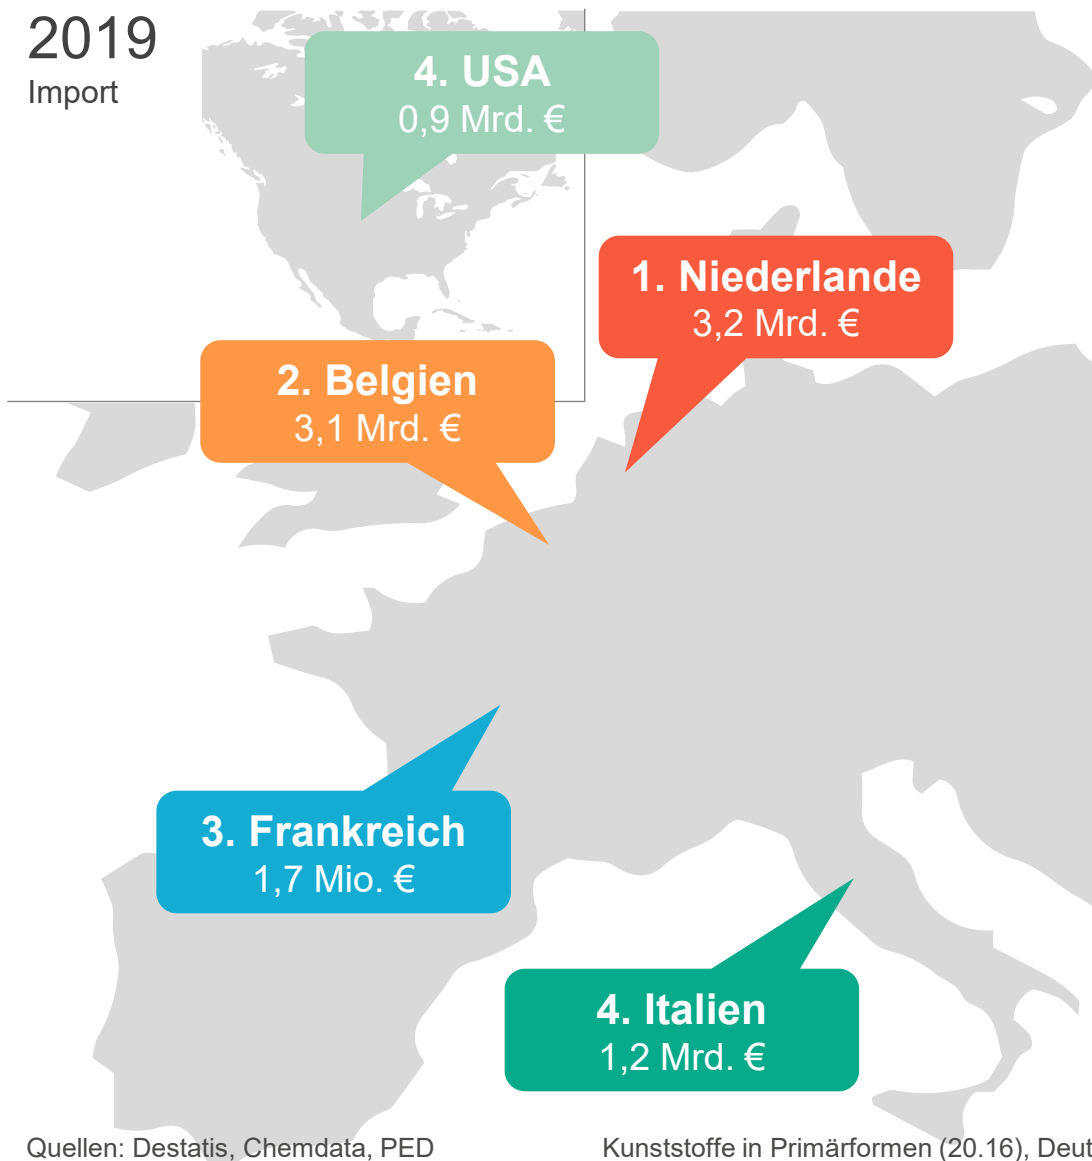 2019
Import
4. USA
0,9 Mrd. €
1. Niederlande
3,2 Mrd. €
2. Belgien
3,1 Mrd. €
3. Frankreich
1,7 Mio. €
4. Italien
1,2 Mrd. €
Quellen: Destatis, Chemdata, PED
Kunststoffe in Primärformen (20.16), Deut